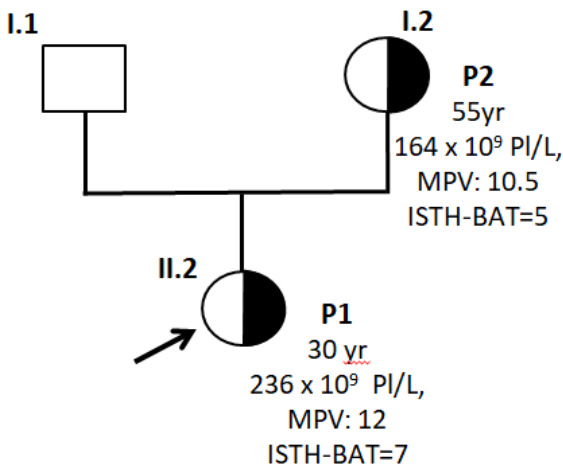 I.1
I.2
P2
55yr
164 x 10⁹ Pl/L,
MPV: 10.5
ISTH-BAT=5
II.2
P1
30 yr
236 x 10⁹ Pl/L,
MPV: 12
ISTH-BAT=7